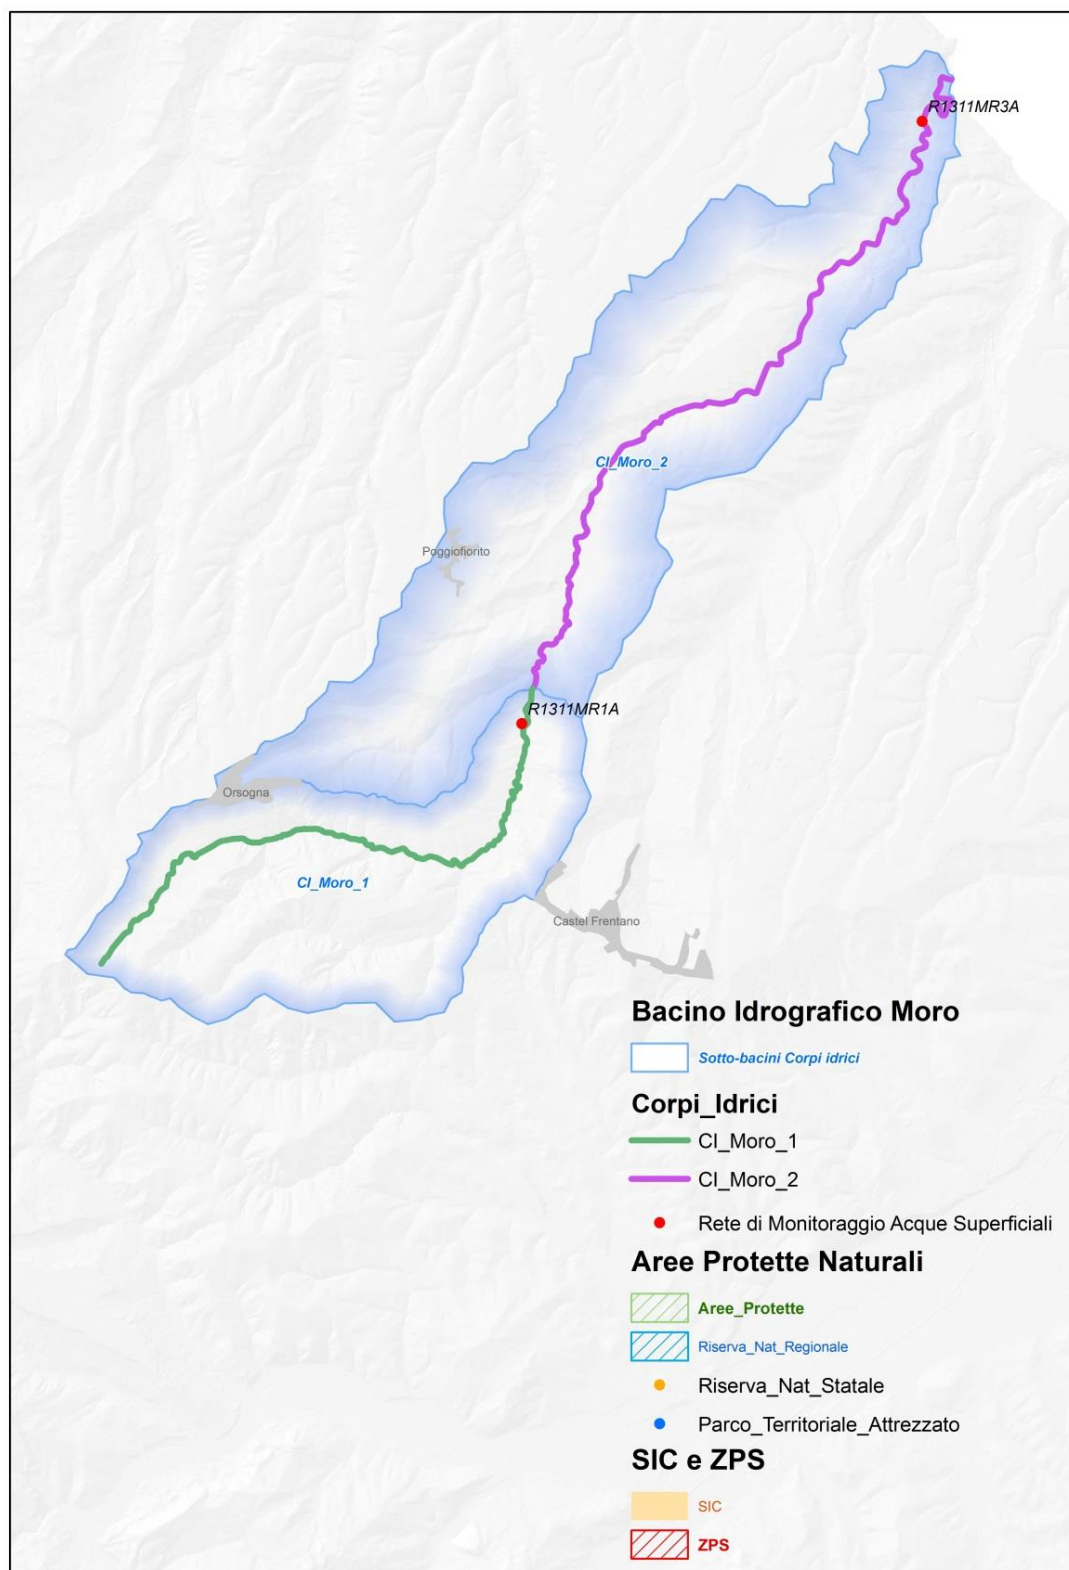 R1311MR3A
CI_Moro_2
Poggiofiorito
R1311MR1A
Orsogna
CI_Moro_1
Castel Frentano
Bacino Idrografico Moro
Sotto-bacini Corpi idrici
Corpi_Idrici
CI_Moro_1
CI_Moro_2
Rete di Monitoraggio Acque Superficiali
Aree Protette Naturali
Aree_Protette
Riserva_Nat_Regionale
Riserva_Nat_Statale
Parco_Territoriale_Attrezzato
SIC e ZPS
SIC
ZPS